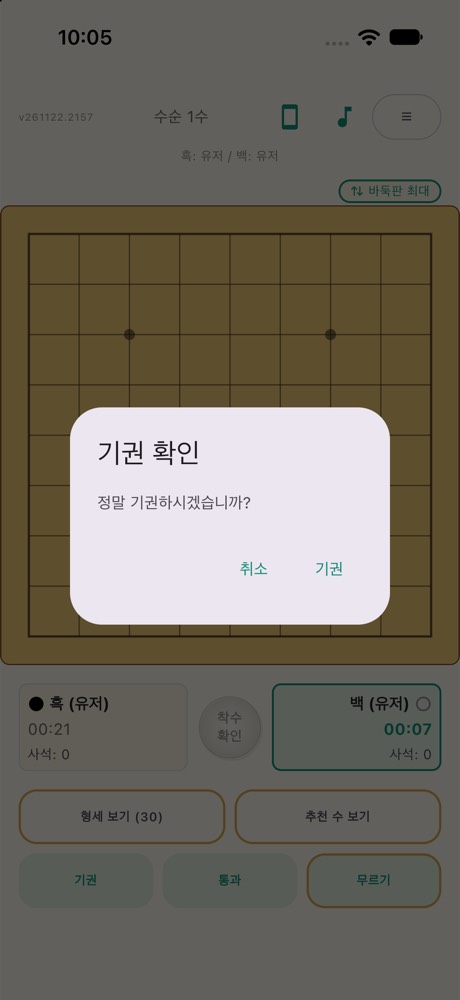 10:05
v261122.2157
수순 1수
흑: 유저 / 백: 유저
바둑판 최대
기권 확인
정말 기권하시겠습니까?
취소
기권
흑 (유저)
00:21
사석: 0
착수
확인
백 (유저)
00:07
사석: 0
형세 보기 (30)
추천 수 보기
기권
통과
무르기